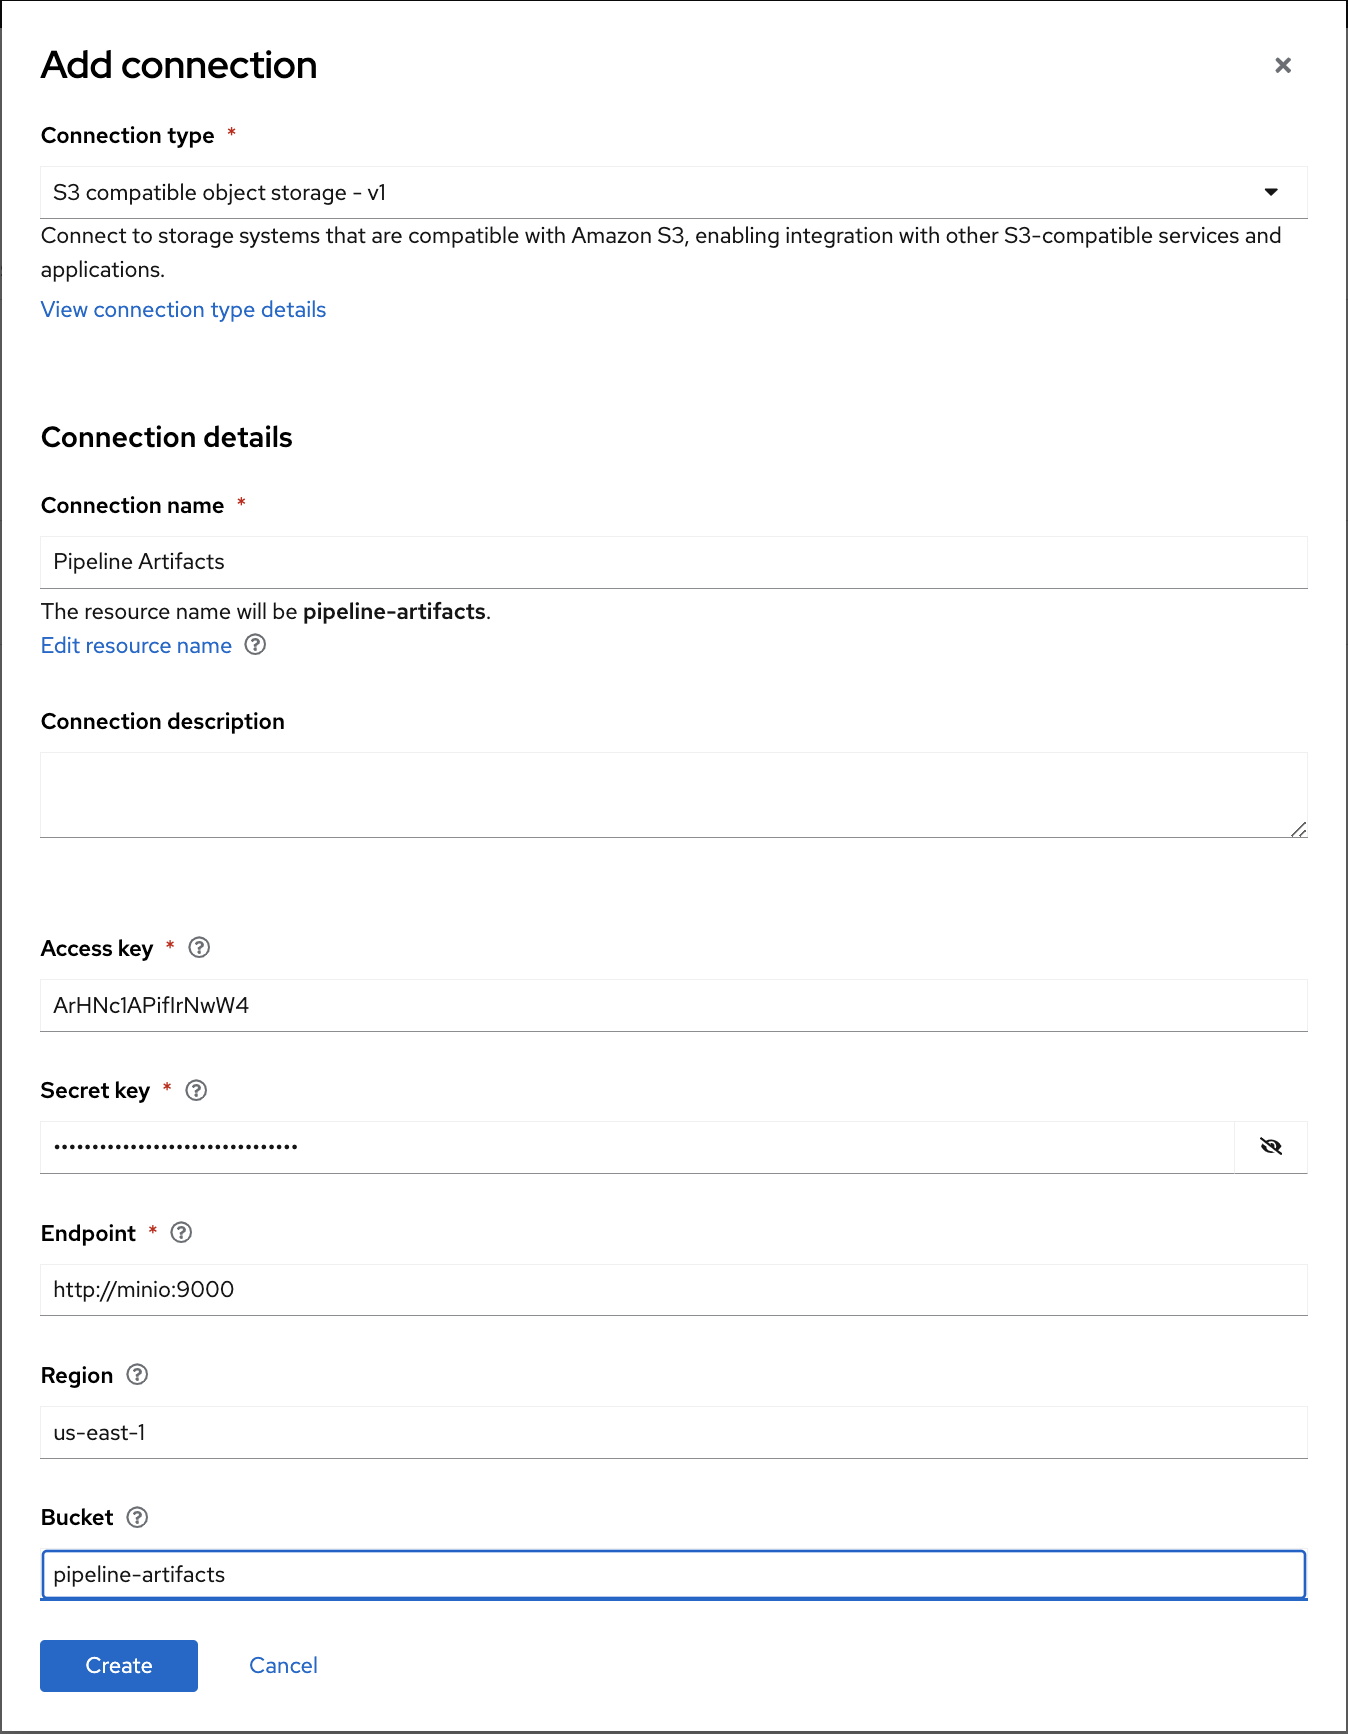 Add connection
Connection type *
S3 compatible object storage - v1
Connect to storage systems that are compatible with Amazon S3, enabling integration with other S3-compatible services and
applications.
View connection type details
Connection details
Connection name *
Pipeline Artifacts
The resource name will be pipeline-artifacts.
Edit resource name
Connection description
Access key *
ArHNc1APifIrNwW4
Secret key *
••••••••••••••••••••••••••••••••
Endpoint *
http://minio:9000
Region
us-east-1
Bucket
pipeline-artifacts
Create Cancel